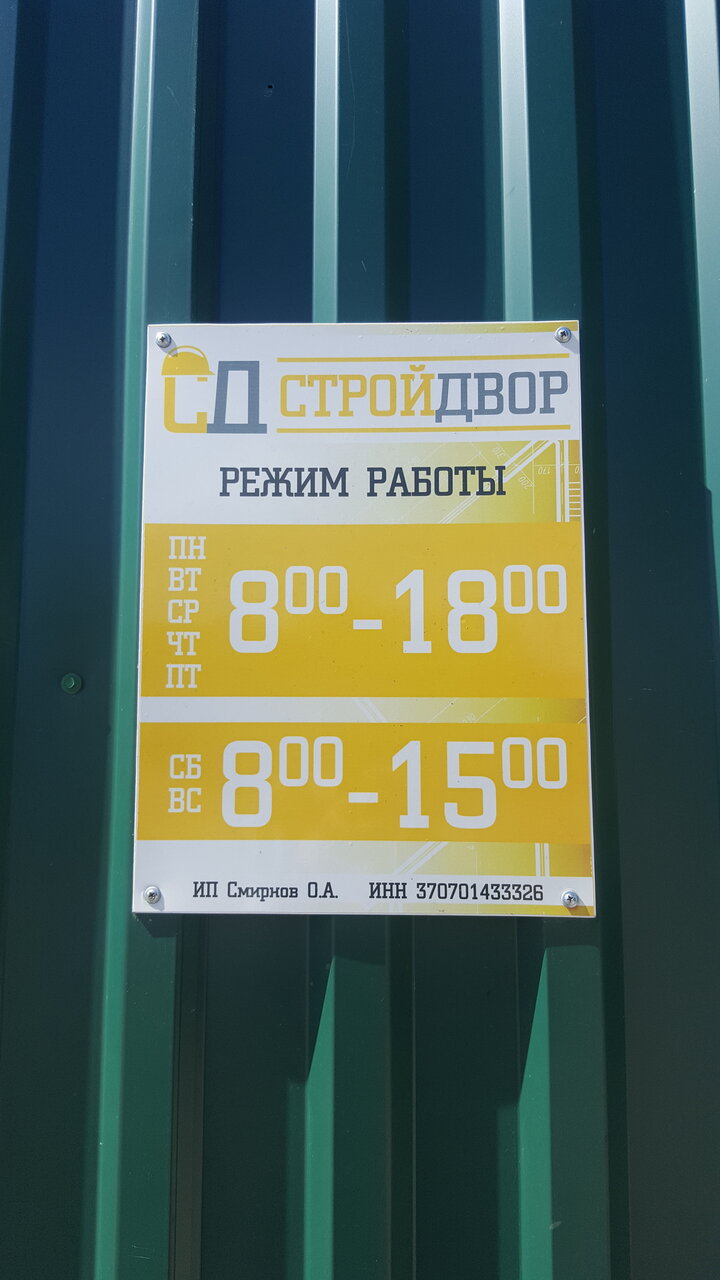 СД СТРОЙДВОР
РЕЖИМ РАБОТЫ
ПН
ВТ
СР
ЧТ
ПТ
8⁰⁰-18⁰⁰
СБ
ВС
8⁰⁰-15⁰⁰
ИП Смирнов О.А. ИНН 370701433326